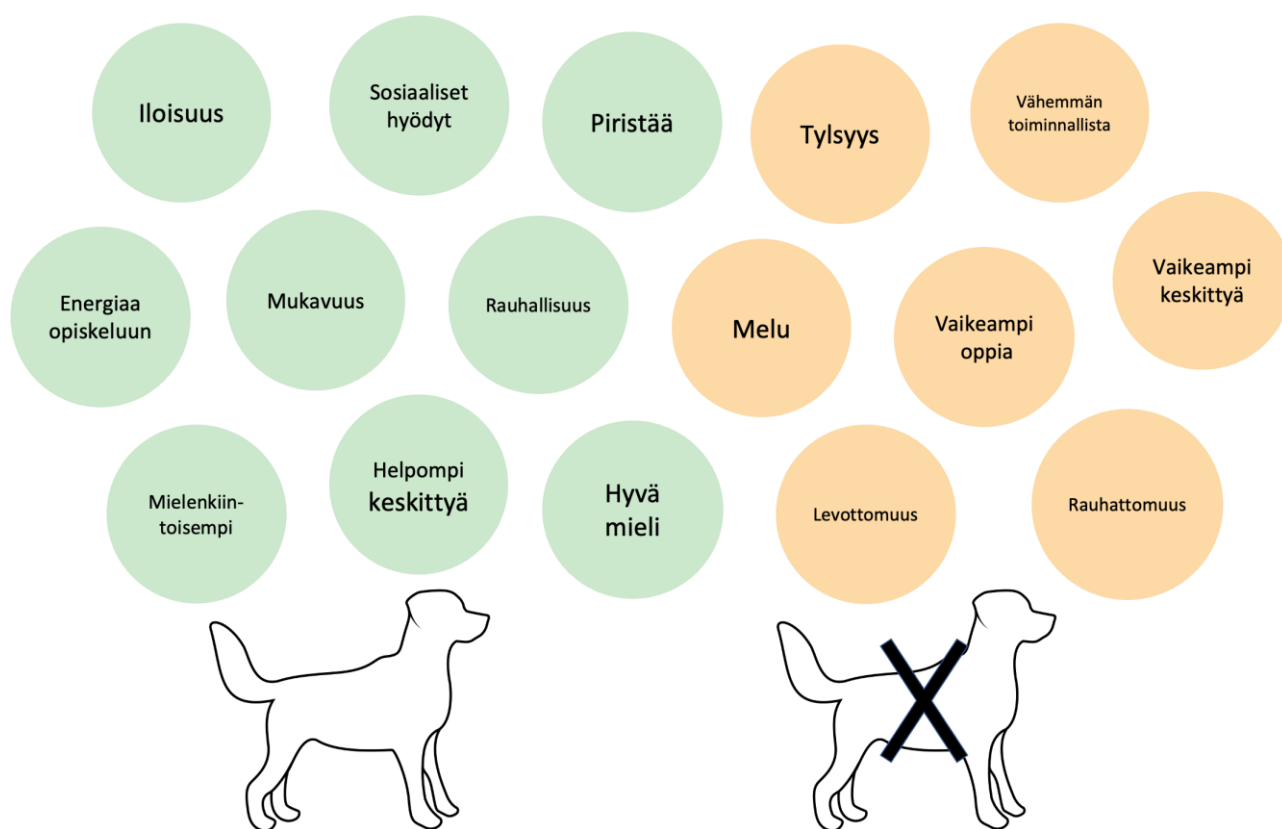 Iloisuus
Sosiaaliset
hyödyt
Piristää
Tylsyys
Vähemmän
toiminnallista
Energiaa
opiskeluun
Mukavuus
Rauhallisuus
Melu
Vaikeampi
oppia
Vaikeampi
keskittyä
Mielenkiin-
toisempi
Helpompi
keskittyä
Hyvä
mieli
Levottomuus
Rauhattomuus